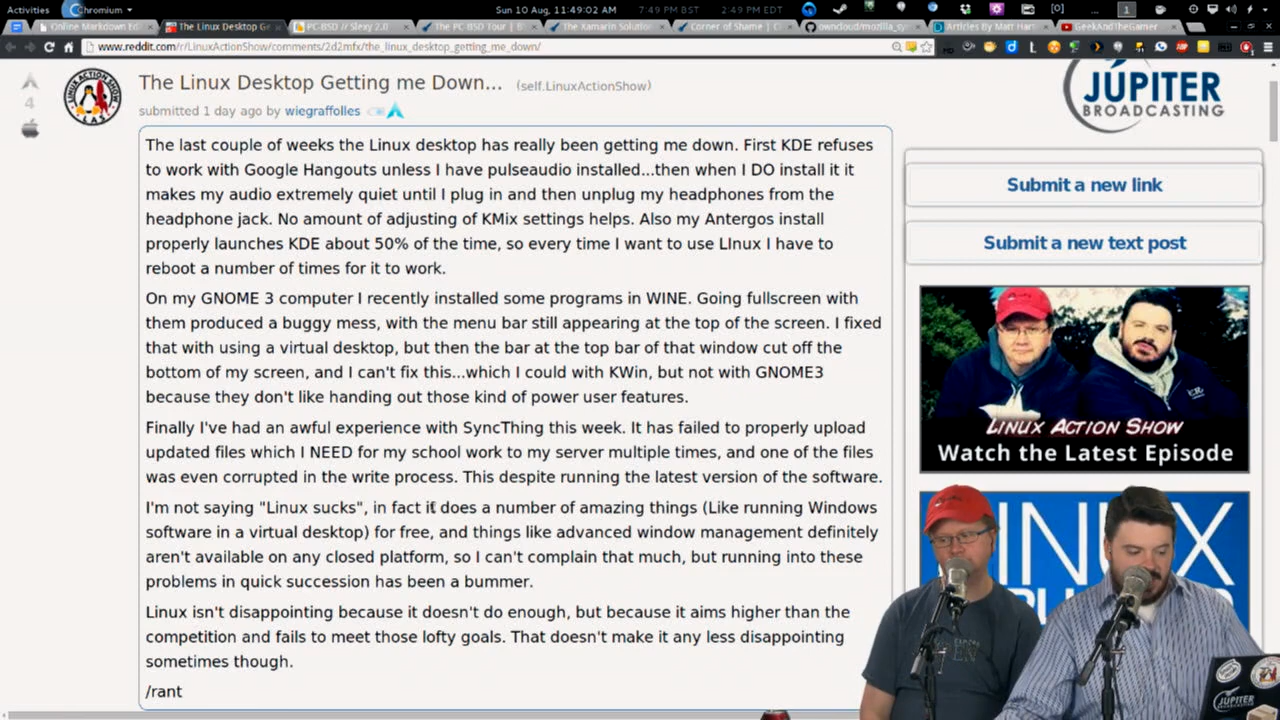 Activities
Chromium
Sun 10 Aug, 11:49:02 AM
7:49 PM BST
2:49 PM EDT
1
Online Markdown Edi
The Linux Desktop Ge
PC-BSD // Slexy 2.0
The PC-BSD Tour | B
The Xamarin Solution
Corner of Shame | C
owncloud/mozilla_sy
Articles By Matt Har
GeekAndTheGamer
www.reddit.com/r/LinuxActionShow/comments/2d2mfx/the_linux_desktop_getting_me_down/
4
LINUX ACTION SHOW
L.A.S.
The Linux Desktop Getting me Down... (self.LinuxActionShow)
submitted 1 day ago by wiegraffolles
The last couple of weeks the Linux desktop has really been getting me down. First KDE refuses
to work with Google Hangouts unless I have pulseaudio installed...then when I DO install it it
makes my audio extremely quiet until I plug in and then unplug my headphones from the
headphone jack. No amount of adjusting of KMix settings helps. Also my Antergos install
properly launches KDE about 50% of the time, so every time I want to use LInux I have to
reboot a number of times for it to work.
On my GNOME 3 computer I recently installed some programs in WINE. Going fullscreen with
them produced a buggy mess, with the menu bar still appearing at the top of the screen. I fixed
that with using a virtual desktop, but then the bar at the top bar of that window cut off the
bottom of my screen, and I can't fix this...which I could with KWin, but not with GNOME3
because they don't like handing out those kind of power user features.
Finally I've had an awful experience with SyncThing this week. It has failed to properly upload
updated files which I NEED for my school work to my server multiple times, and one of the files
was even corrupted in the write process. This despite running the latest version of the software.
I'm not saying "Linux sucks", in fact it does a number of amazing things (Like running Windows
software in a virtual desktop) for free, and things like advanced window management definitely
aren't available on any closed platform, so I can't complain that much, but running into these
problems in quick succession has been a bummer.
Linux isn't disappointing because it doesn't do enough, but because it aims higher than the
competition and fails to meet those lofty goals. That doesn't make it any less disappointing
sometimes though.
/rant
JÚPITER
BROADCASTING
Submit a new link
Submit a new text post
LINUX ACTION SHOW
Watch the Latest Episode
LINUX
JÚPITER
BROADCASTING